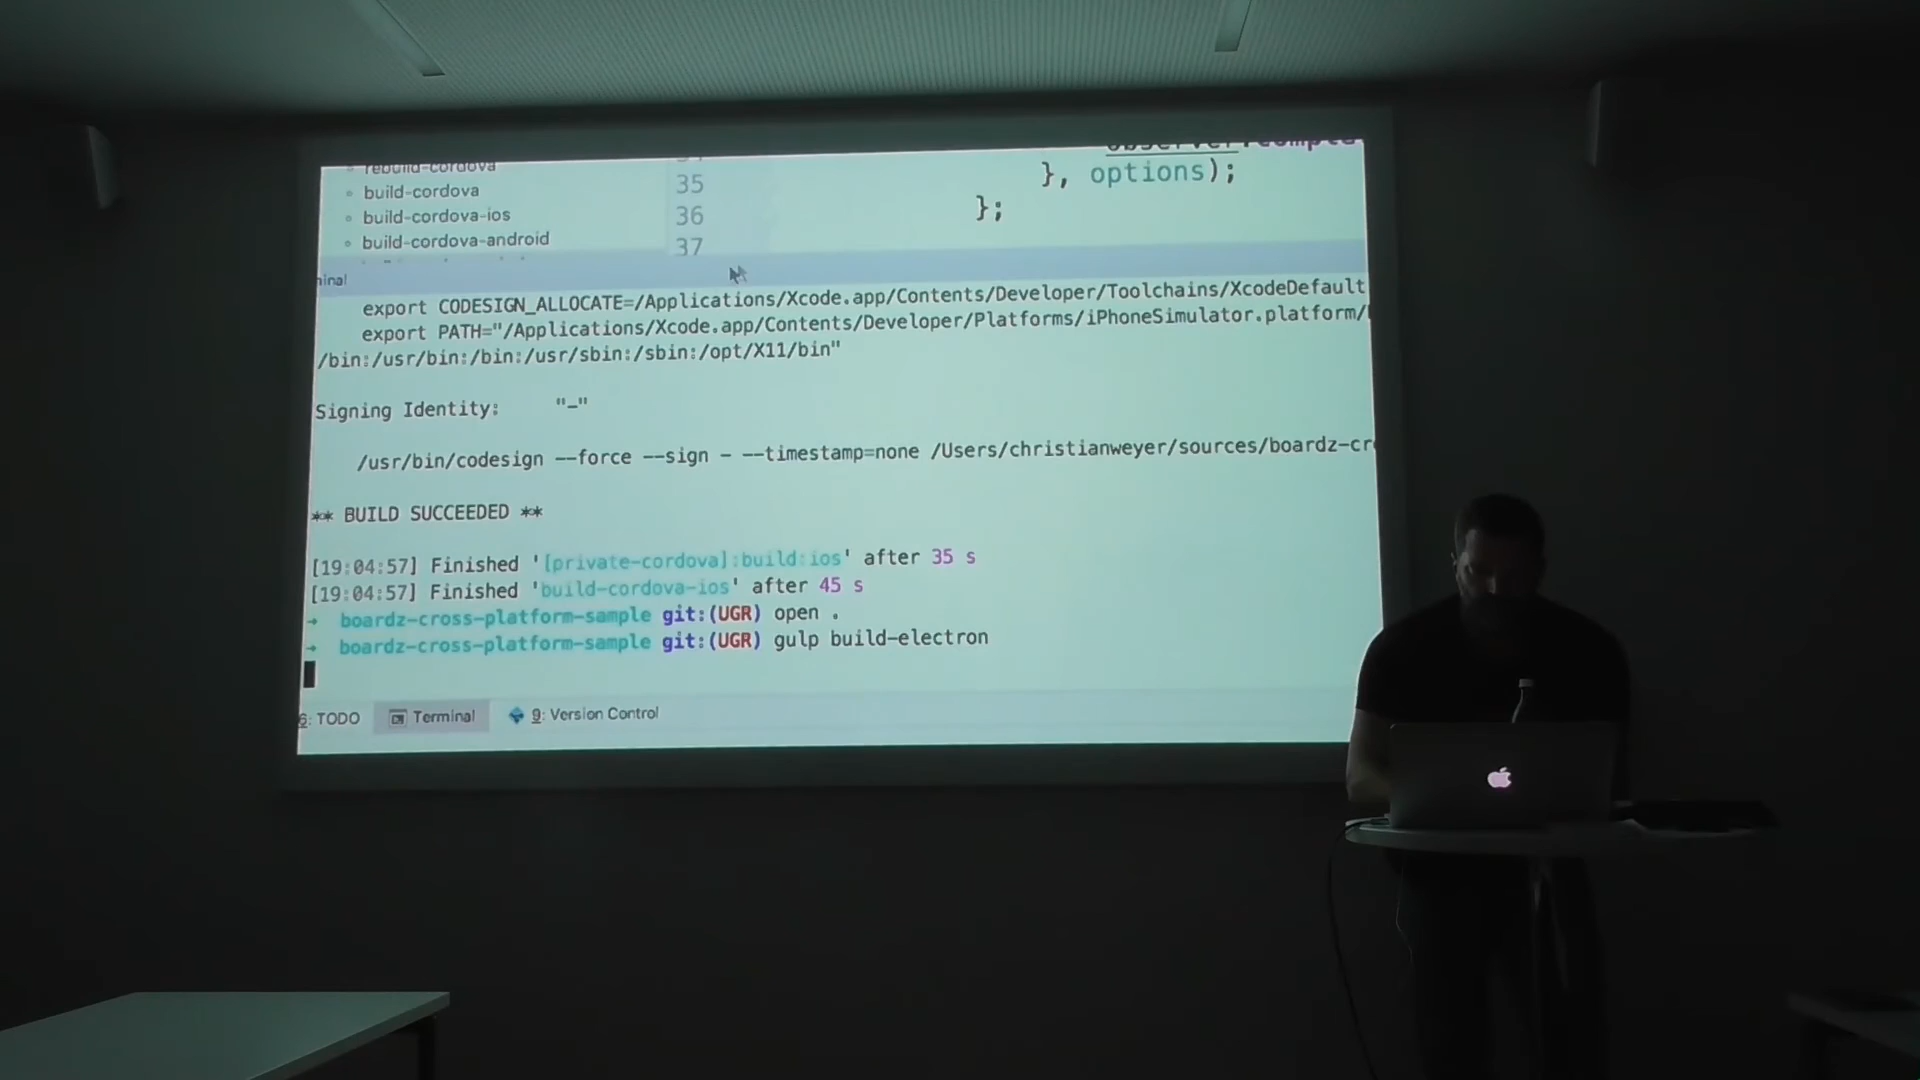 rebuild-cordova
build-cordova
build-cordova-ios
build-cordova-android
35
36
37
}, options);
};
inal
export CODESIGN_ALLOCATE=/Applications/Xcode.app/Contents/Developer/Toolchains/XcodeDefault
export PATH="/Applications/Xcode.app/Contents/Developer/Platforms/iPhoneSimulator.platform/
/bin:/usr/bin:/bin:/usr/sbin:/sbin:/opt/X11/bin"
Signing Identity: "-"
/usr/bin/codesign --force --sign - --timestamp=none /Users/christianweyer/sources/boardz-cr
** BUILD SUCCEEDED **
[19:04:57] Finished '[private-cordova]:build:ios' after 35 s
[19:04:57] Finished 'build-cordova-ios' after 45 s
→ boardz-cross-platform-sample git:(UGR) open .
→ boardz-cross-platform-sample git:(UGR) gulp build-electron
6: TODO Terminal 9: Version Control